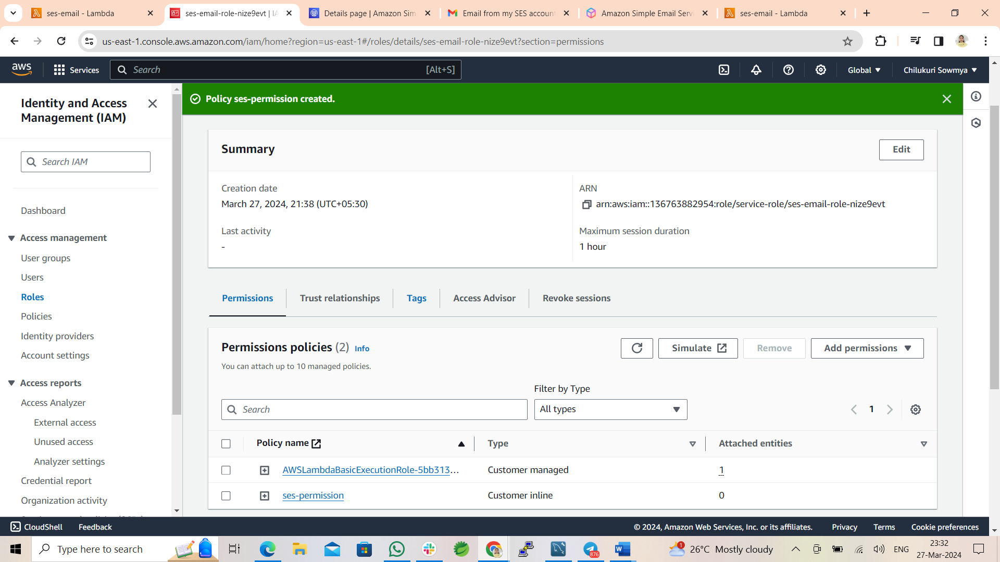 ses-email - Lambda
ses-email-role-nize9evt | IA
Details page | Amazon Sim
Email from my SES account
Amazon Simple Email Servi
ses-email - Lambda
us-east-1.console.aws.amazon.com/iam/home?region=us-east-1#/roles/details/ses-email-role-nize9evt?section=permissions
aws
Services
Search
[Alt+S]
Global
Chilukuri Sowmya
Identity and Access
Management (IAM)
Search IAM
Dashboard
Access management
User groups
Users
Roles
Policies
Identity providers
Account settings
Access reports
Access Analyzer
External access
Unused access
Analyzer settings
Credential report
Organization activity
Policy ses-permission created.
Summary
Edit
Creation date
March 27, 2024, 21:38 (UTC+05:30)
ARN
arn:aws:iam::136763882954:role/service-role/ses-email-role-nize9evt
Last activity
-
Maximum session duration
1 hour
Permissions
Trust relationships
Tags
Access Advisor
Revoke sessions
Permissions policies (2) Info
You can attach up to 10 managed policies.
Simulate
Remove
Add permissions
Filter by Type
Search
All types
1
Policy name
Type
Attached entities
AWSLambdaBasicExecutionRole-5bb313...
Customer managed
1
ses-permission
Customer inline
0
CloudShell
Feedback
© 2024, Amazon Web Services, Inc. or its affiliates.
Privacy
Terms
Cookie preferences
Type here to search
876
1
26°C Mostly cloudy
ENG
23:32
27-Mar-2024